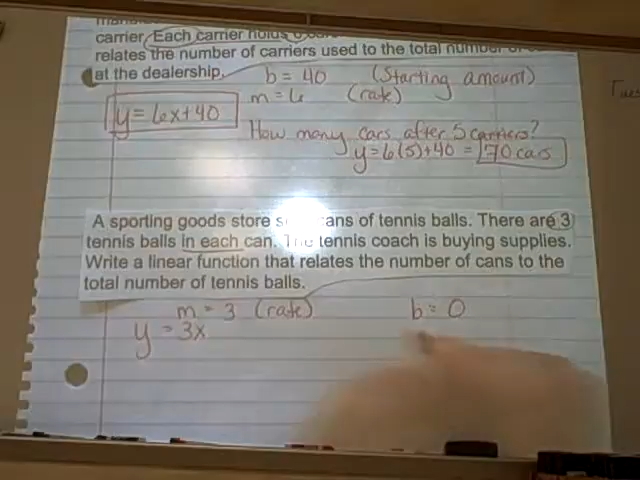 carrier. Each carrier holds 6
relates the number of carriers used to the total number of
at the dealership.
b = 40 (Starting amount)
m = 6 (rate)
y = 6x + 40
How many cars after 5 carriers?
y = 6(5) + 40 = 70 cars
A sporting goods store cans of tennis balls. There are 3
tennis balls in each can. The tennis coach is buying supplies.
Write a linear function that relates the number of cans to the
total number of tennis balls.
m = 3 (rate) b = 0
y = 3x